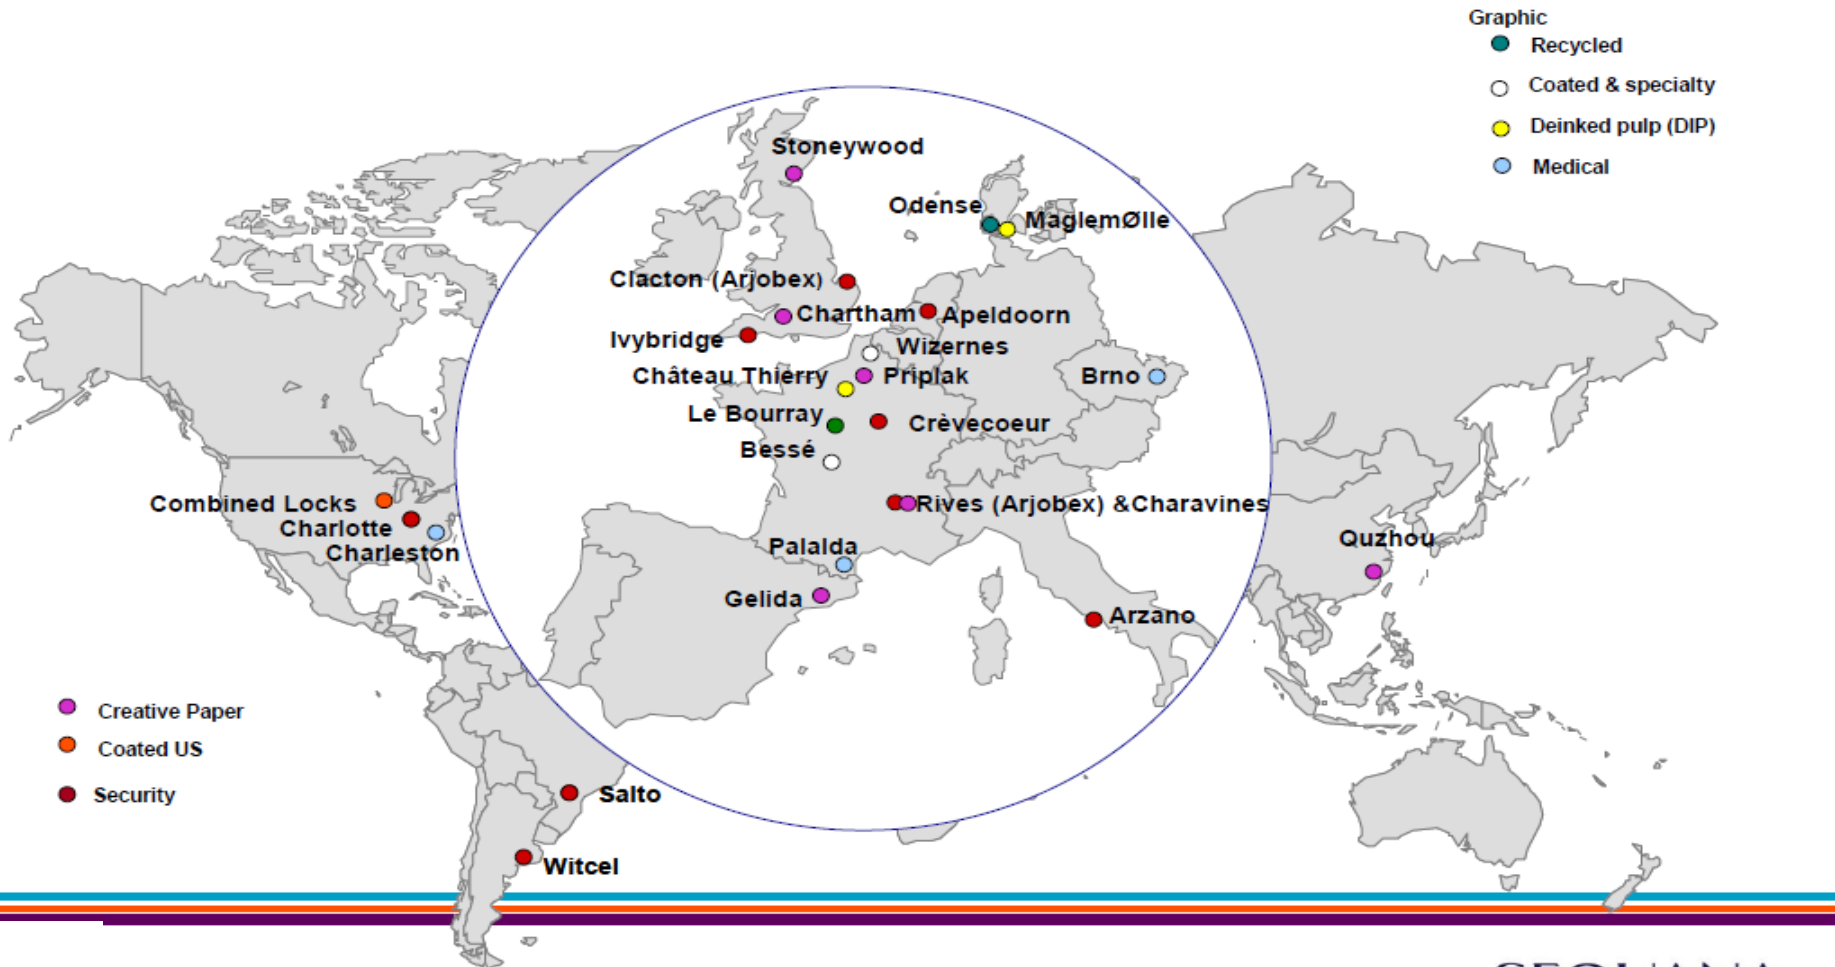 Graphic
Recycled
Coated & specialty
Deinked pulp (DIP)
Medical
Stoneywood
Odense
MaglemØlle
Clacton (Arjobex)
Chartham
Apeldoorn
Ivybridge
Wizernes
Château Thierry
Priplak
Brno
Le Bourray
Crèvecoeur
Bessé
Combined Locks
Rives (Arjobex) &Charavines
Charlotte
Charleston
Quzhou
Palalda
Gelida
Arzano
Creative Paper
Coated US
Security
Salto
Witcel
SEQUANA